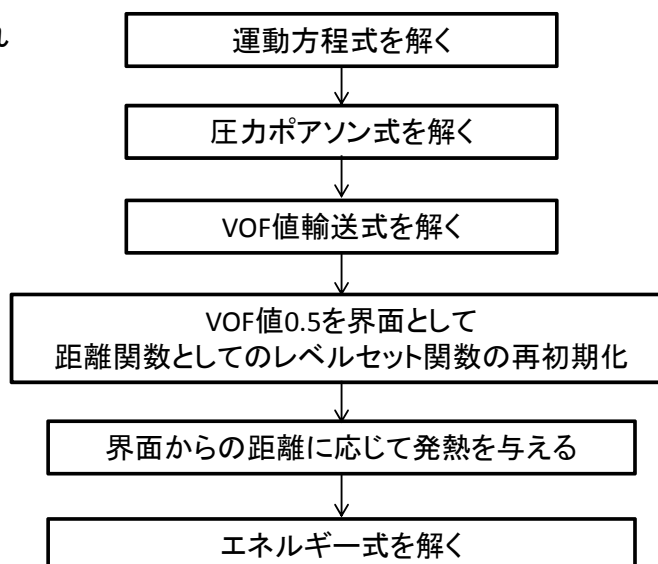 れ
運動方程式を解く
圧力ポアソン式を解く
VOF値輸送式を解く
VOF値0.5を界面として
距離関数としてのレベルセット関数の再初期化
界面からの距離に応じて発熱を与える
エネルギー式を解く